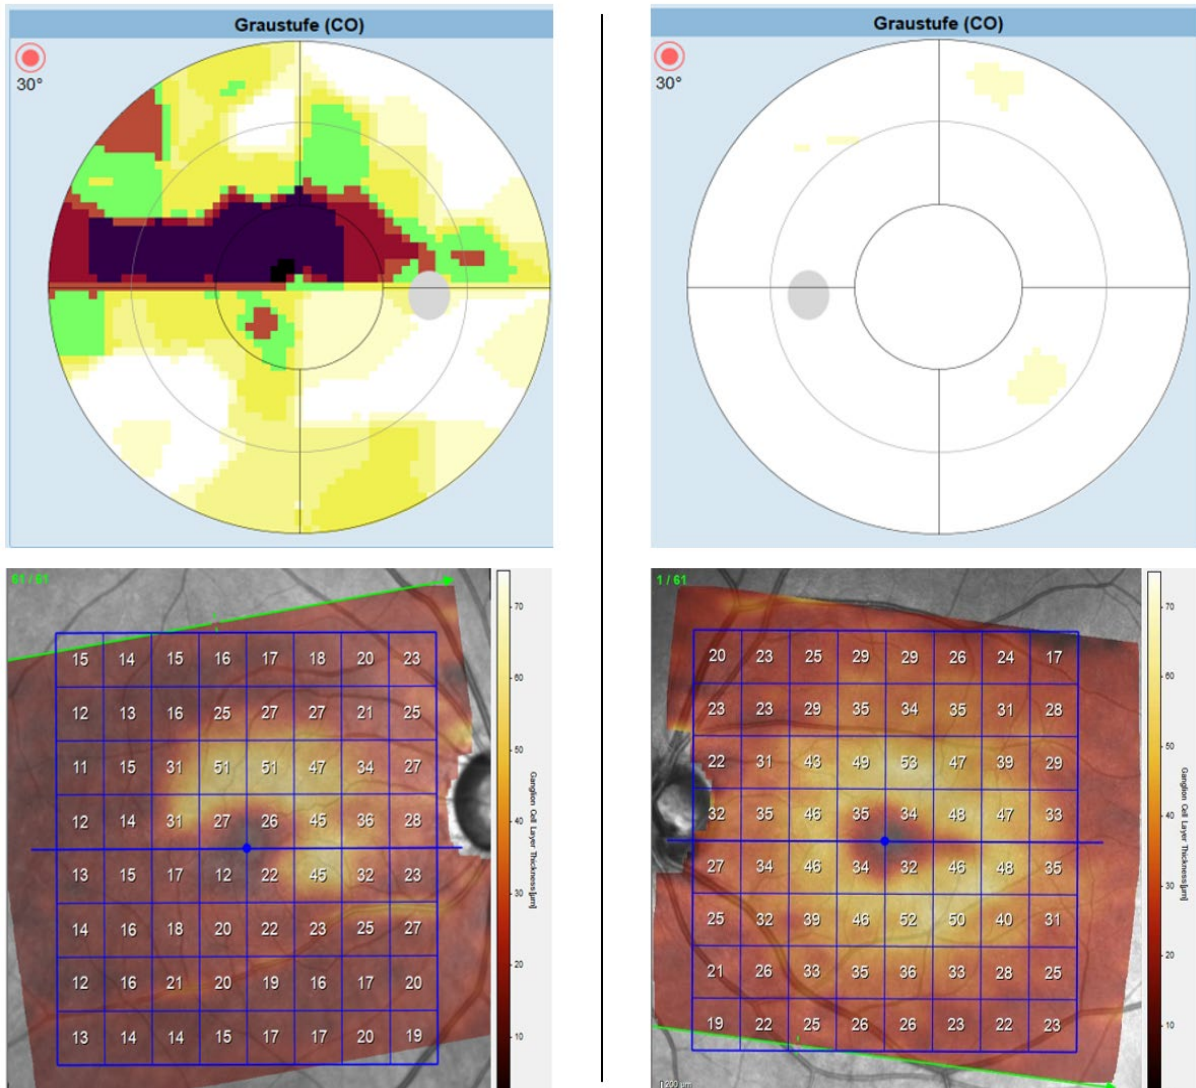 Graustufe (CO)
30°
Graustufe (CO)
30°
61 / 61
15 14 15 16 17 18 20 23
12 13 16 25 27 27 21 25
11 15 31 51 51 47 34 27
12 14 31 27 26 45 36 28
13 15 17 12 22 45 32 23
14 16 18 20 22 23 25 27
12 16 21 20 19 16 17 20
13 14 14 15 17 17 20 19
70
60
50
40
30
20
10
Ganglion Cell Layer Thickness [µm]
1 / 61
20 23 25 29 29 26 24 17
23 23 29 35 34 35 31 28
22 31 43 49 53 47 39 29
32 35 46 35 34 48 47 33
27 34 46 34 32 46 48 35
25 32 39 46 52 50 40 31
21 26 33 35 36 33 28 25
19 22 25 26 26 23 22 23
200 µm
70
60
50
40
30
20
10
Ganglion Cell Layer Thickness [µm]